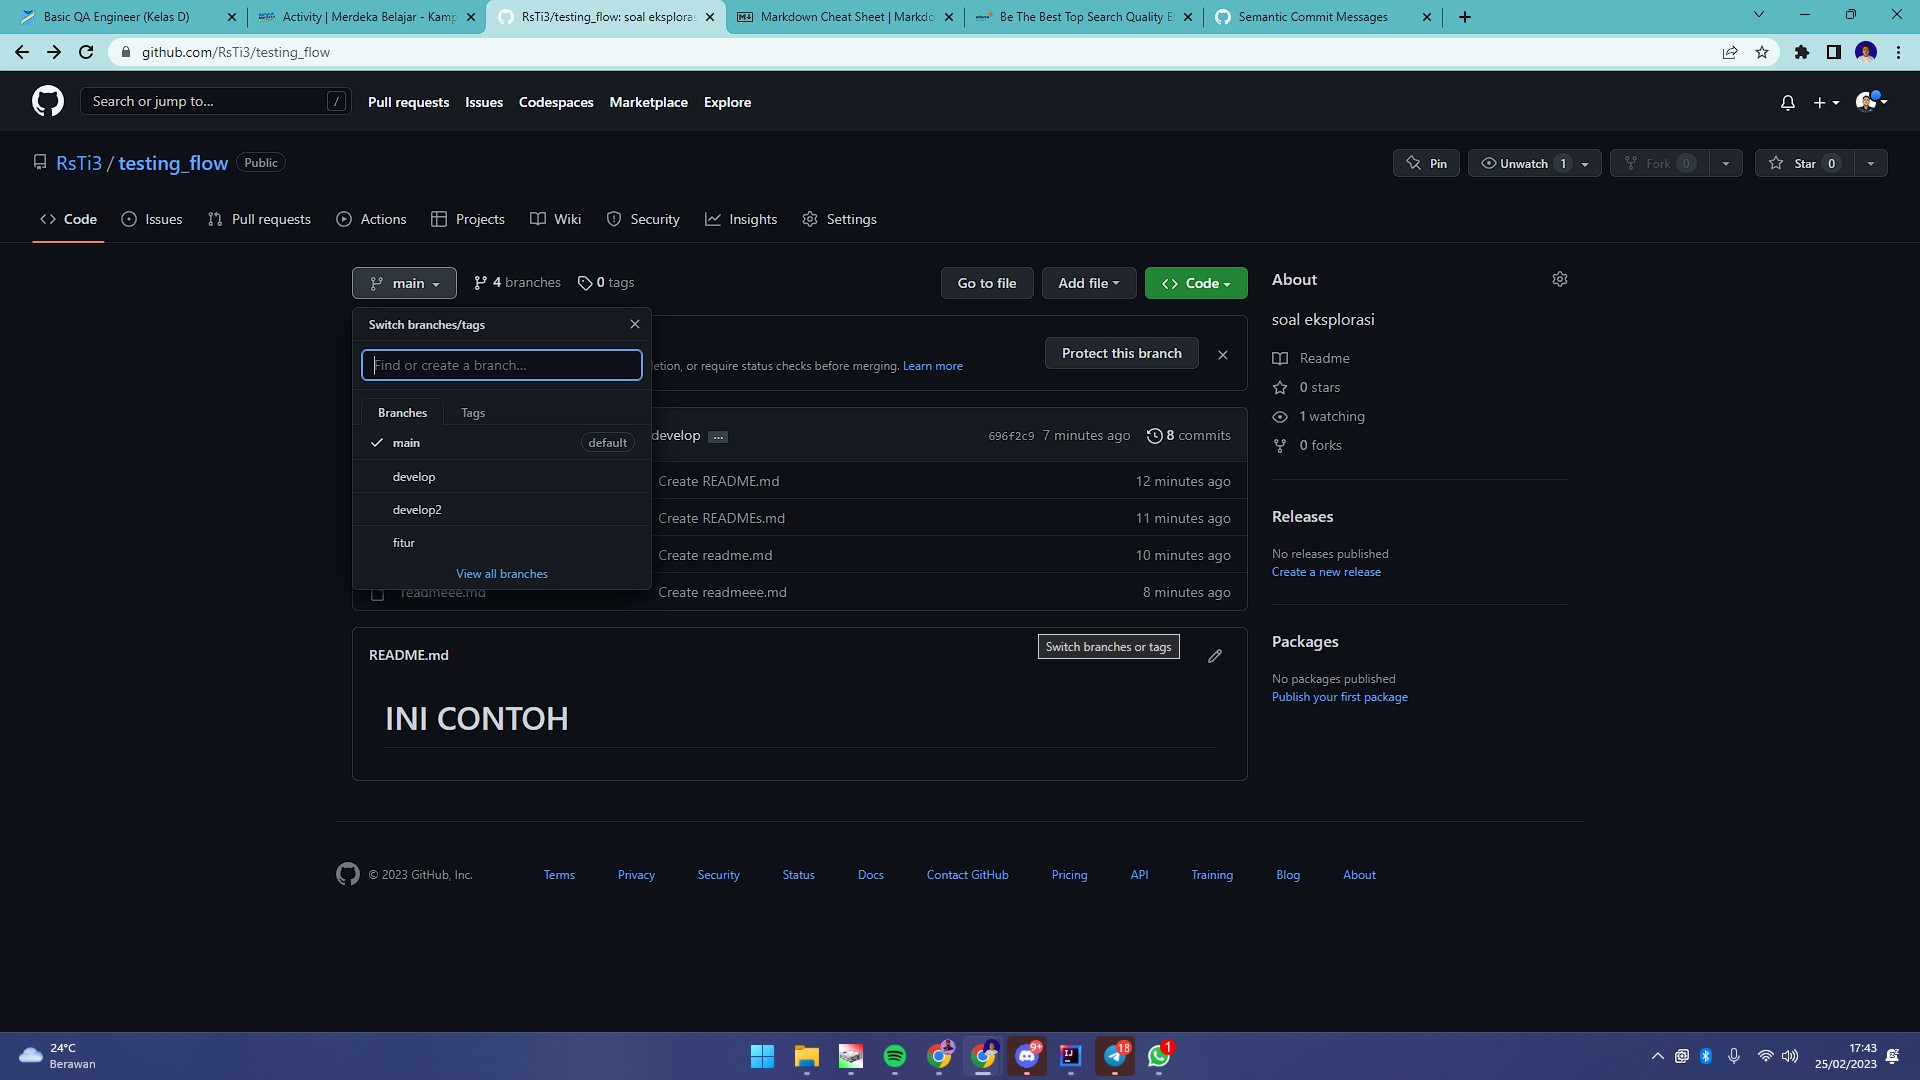 Basic QA Engineer (Kelas D)
Activity | Merdeka Belajar - Kamp
RsTi3/testing_flow: soal eksploras
Markdown Cheat Sheet | Markdo
Be The Best Top Search Quality E
Semantic Commit Messages
github.com/RsTi3/testing_flow
Search or jump to...
/
Pull requests
Issues
Codespaces
Marketplace
Explore
RsTi3 / testing_flow Public
Pin
Unwatch 1
Fork 0
Star 0
Code
Issues
Pull requests
Actions
Projects
Wiki
Security
Insights
Settings
main
4 branches
0 tags
Go to file
Add file
Code
Switch branches/tags
Find or create a branch...
Branches
Tags
main default
develop
develop2
fitur
View all branches
Protect this branch
letion, or require status checks before merging. Learn more
develop ... 696f2c9 7 minutes ago 8 commits
Create README.md 12 minutes ago
Create READMEs.md 11 minutes ago
Create readme.md 10 minutes ago
readmeee.md Create readmeee.md 8 minutes ago
README.md
Switch branches or tags
INI CONTOH
About
soal eksplorasi
Readme
0 stars
1 watching
0 forks
Releases
No releases published
Create a new release
Packages
No packages published
Publish your first package
© 2023 GitHub, Inc.
Terms
Privacy
Security
Status
Docs
Contact GitHub
Pricing
API
Training
Blog
About
24°C
Berawan
9+
IJ
18
1
17:43
25/02/2023